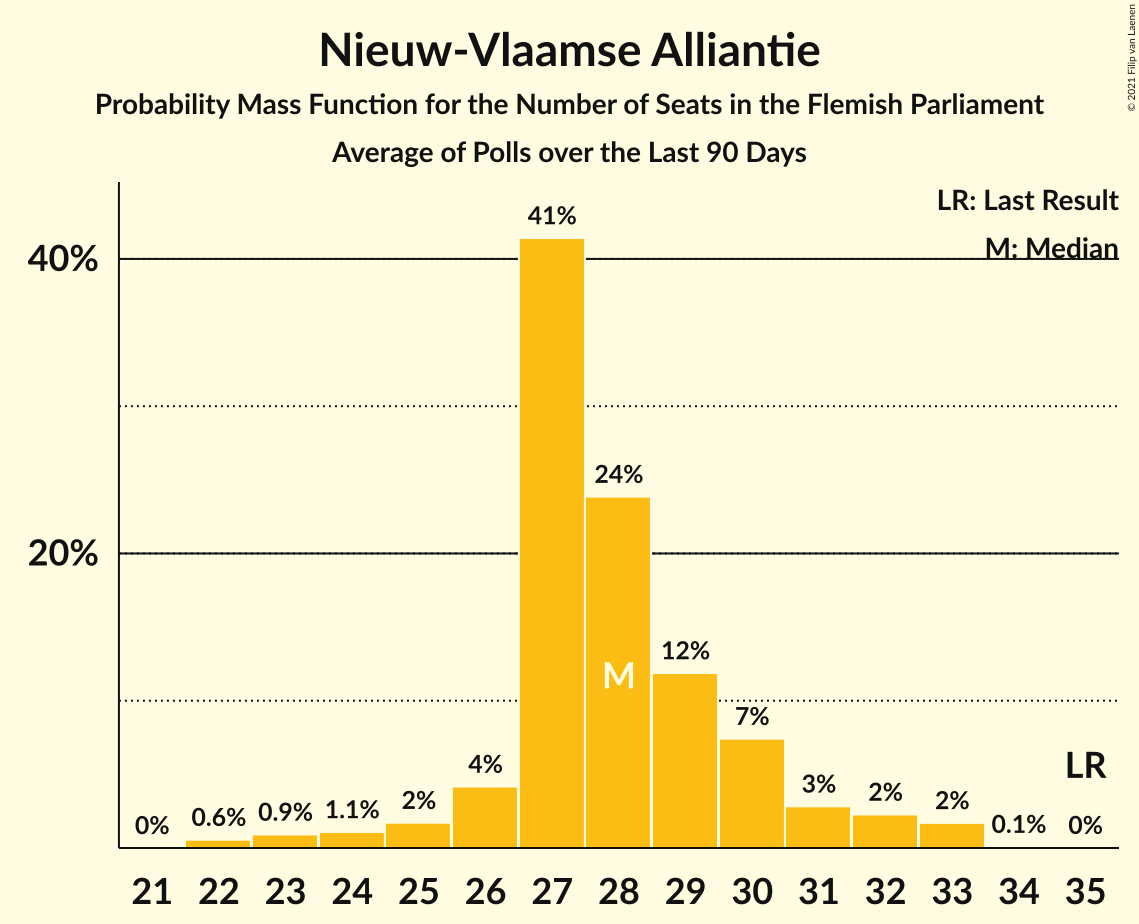 Nieuw-Vlaamse Alliantie
Probability Mass Function for the Number of Seats in the Flemish Parliament
Average of Polls over the Last 90 Days
© 2021 Filip van Laenen
LR: Last Result
M: Median
40%
20%
41%
24%
12%
7%
4%
3%
2%
2%
2%
0%
0.6%
0.9%
1.1%
0.1%
0%
M
LR
21 22 23 24 25 26 27 28 29 30 31 32 33 34 35